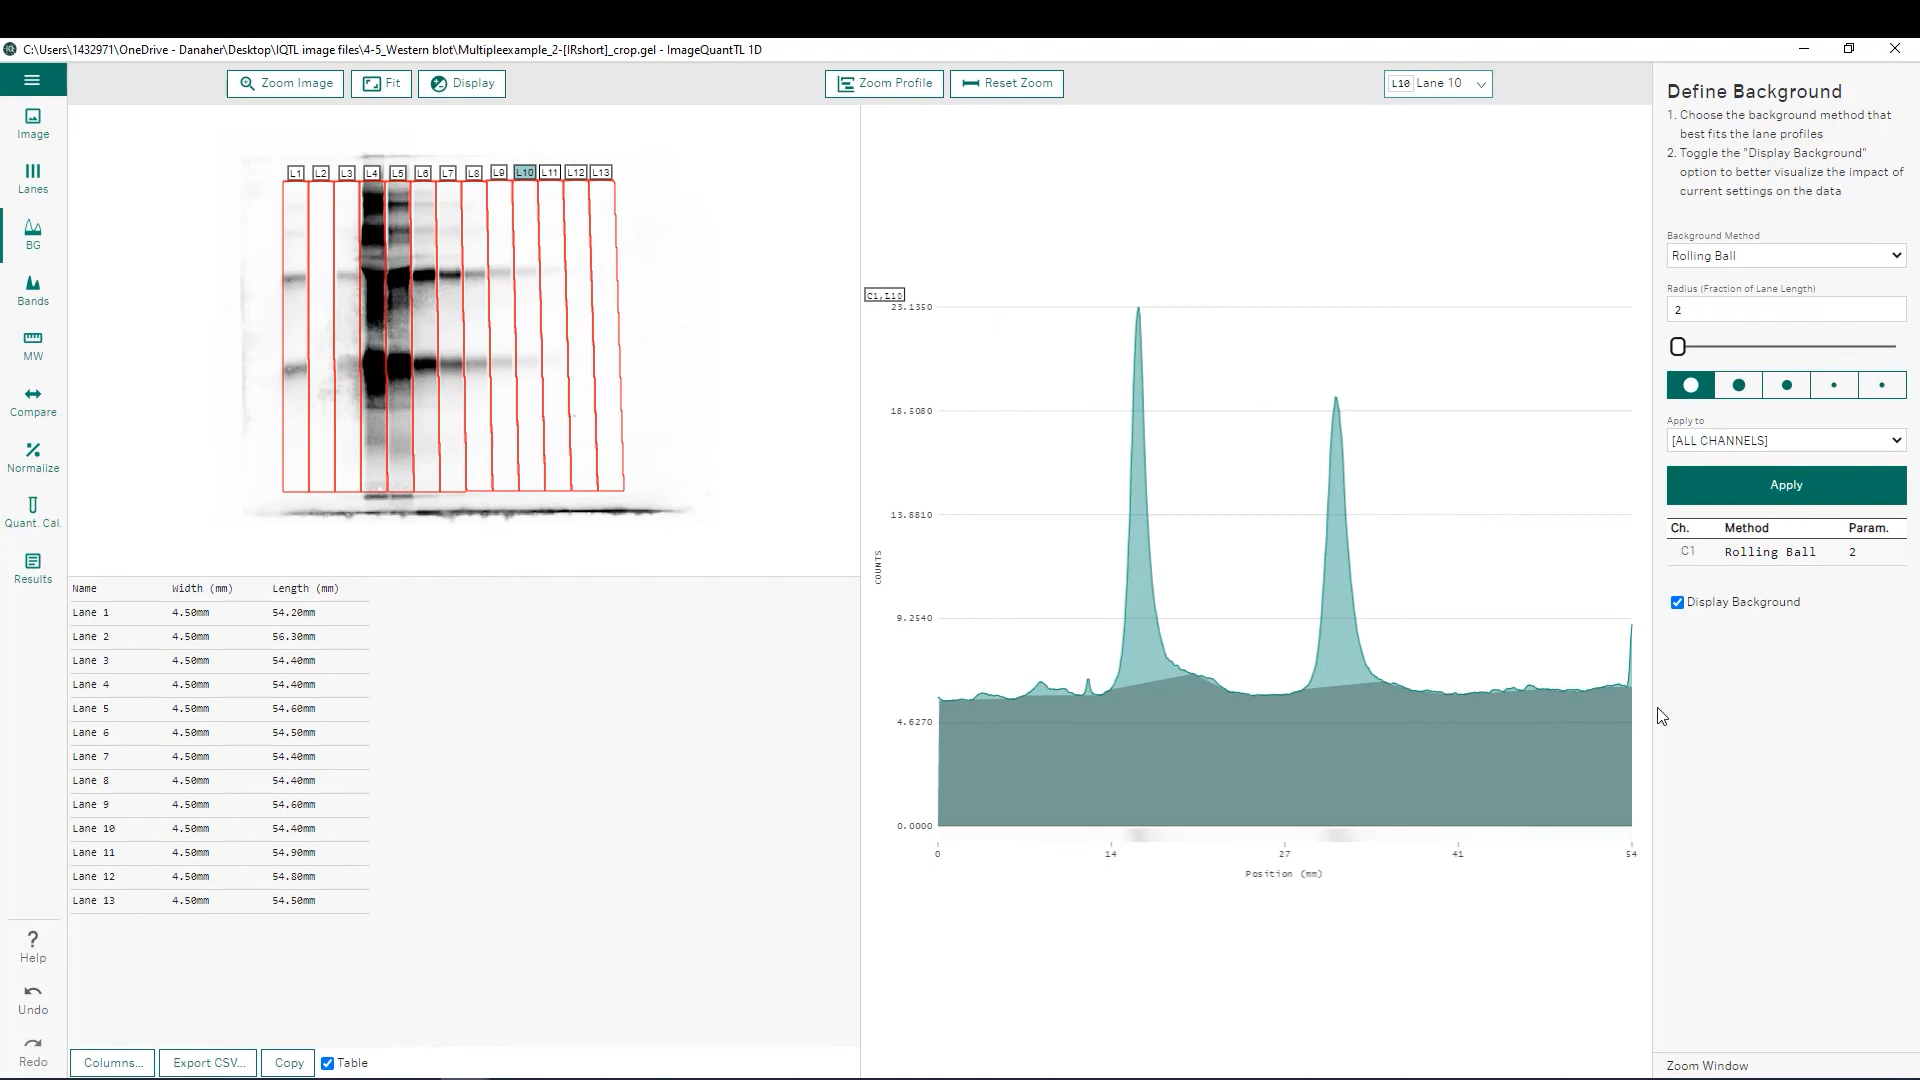 C:\Users\1432971\OneDrive - Danaher\Desktop\IQTL image files\4-5_Western blot\Multipleexample_2-[IRshort]_crop.gel - ImageQuantTL 1D
Zoom Image
Fit
Display
Zoom Profile
Reset Zoom
L10 Lane 10
Image
Lanes
BG
Bands
MW
Compare
Normalize
Quant. Cal.
Results
Help
Undo
Redo
L1 L2 L3 L4 L5 L6 L7 L8 L9 L10 L11 L12 L13
Name Width (mm) Length (mm)
Lane 1 4.50mm 54.20mm
Lane 2 4.50mm 56.30mm
Lane 3 4.50mm 54.40mm
Lane 4 4.50mm 54.40mm
Lane 5 4.50mm 54.60mm
Lane 6 4.50mm 54.50mm
Lane 7 4.50mm 54.40mm
Lane 8 4.50mm 54.40mm
Lane 9 4.50mm 54.60mm
Lane 10 4.50mm 54.40mm
Lane 11 4.50mm 54.90mm
Lane 12 4.50mm 54.80mm
Lane 13 4.50mm 54.50mm
Columns...
Export CSV...
Copy
Table
C1,L10
23.1350
18.5080
13.8810
9.2540
4.6270
0.0000
COUNTS
0 14 27 41 54
Position (mm)
Define Background
1. Choose the background method that
best fits the lane profiles
2. Toggle the "Display Background"
option to better visualize the impact of
current settings on the data
Background Method
Rolling Ball
Radius (Fraction of Lane Length)
2
Apply to
[ALL CHANNELS]
Apply
Ch. Method Param.
C1 Rolling Ball 2
Display Background
Zoom Window